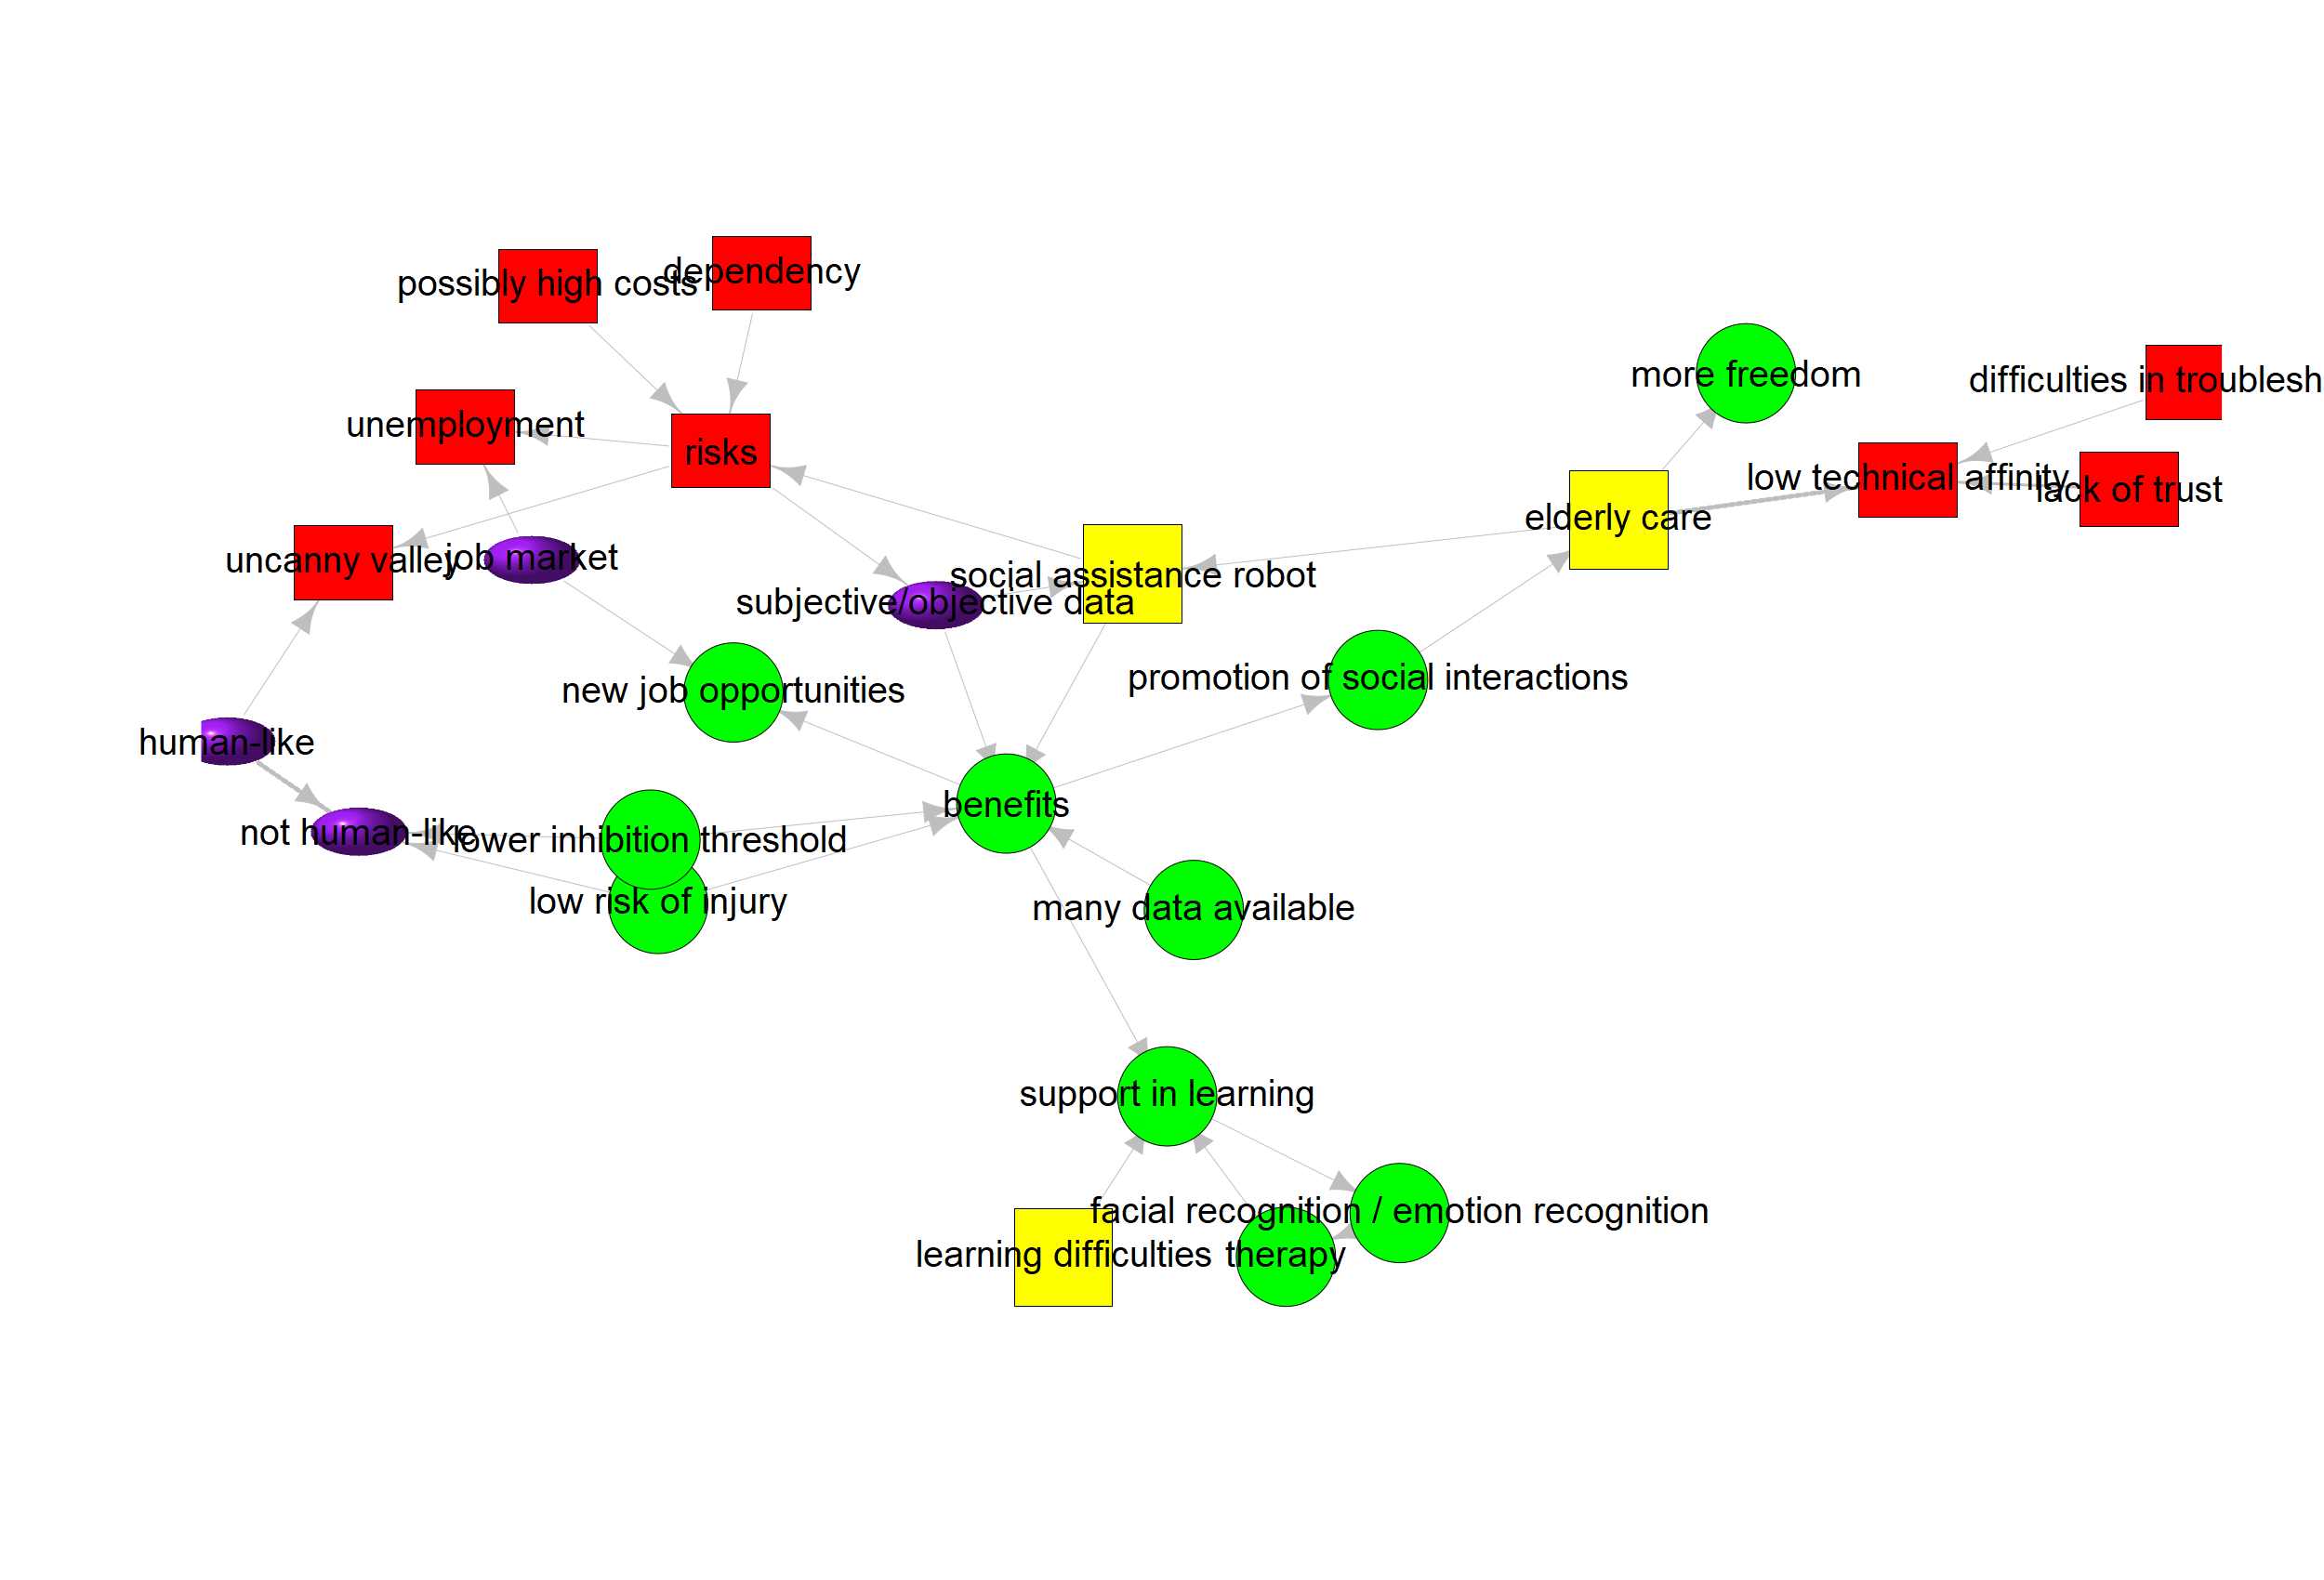 dependency
possibly high costs
more freedom
difficulties in troublesh
unemployment
risks
low technical affinity
lack of trust
elderly care
uncanny valley
job market
social assistance robot
subjective/objective data
promotion of social interactions
new job opportunities
human-like
benefits
not human-like
lower inhibition threshold
low risk of injury
many data available
support in learning
facial recognition / emotion recognition
learning difficulties
therapy